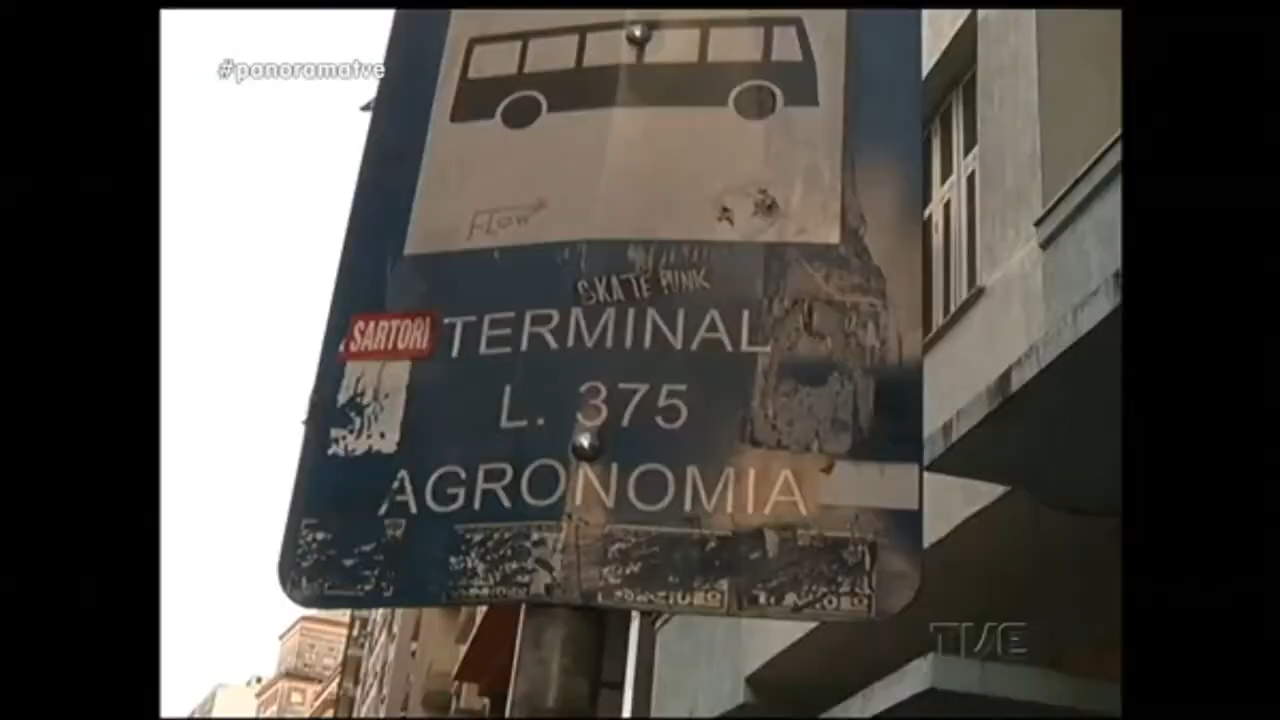 #panoramatve
FLOW
SKATE PUNK
SARTORI
TERMINAL
L. 375
AGRONOMIA
TVE